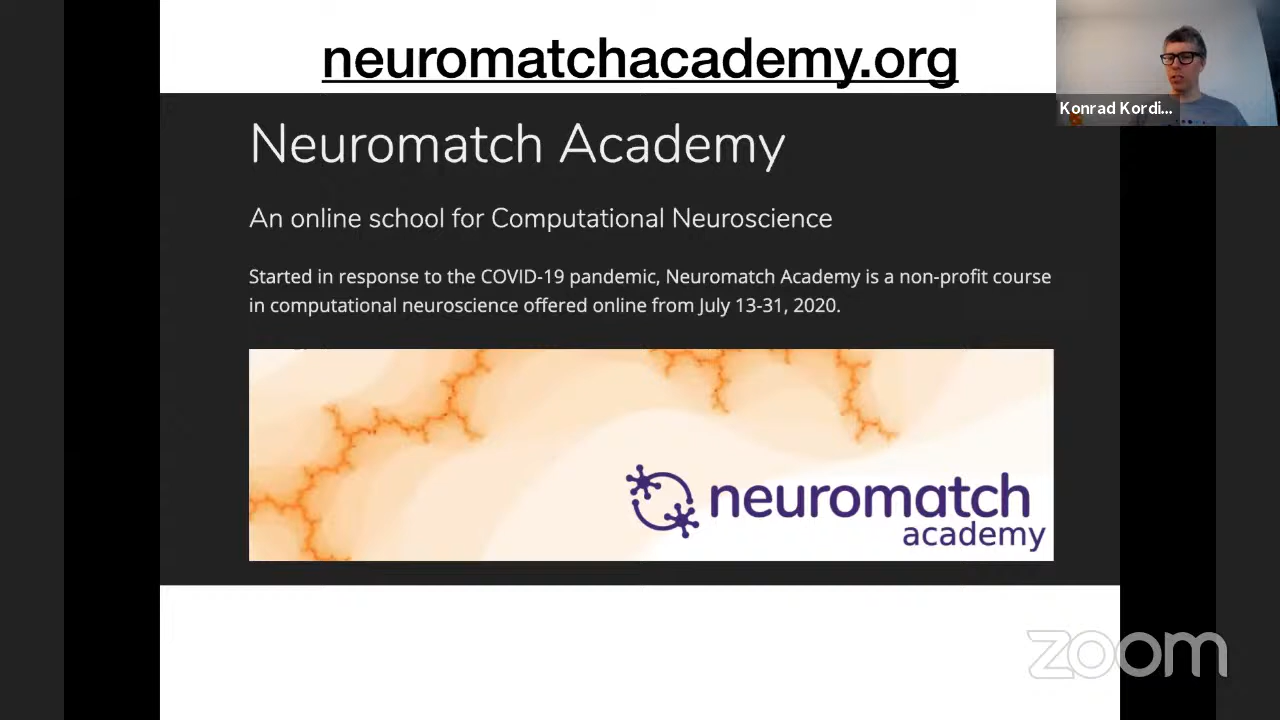 neuromatchacademy.org
Konrad Kordi...
Neuromatch Academy
An online school for Computational Neuroscience
Started in response to the COVID-19 pandemic, Neuromatch Academy is a non-profit course
in computational neuroscience offered online from July 13-31, 2020.
neuromatch
academy
zoom